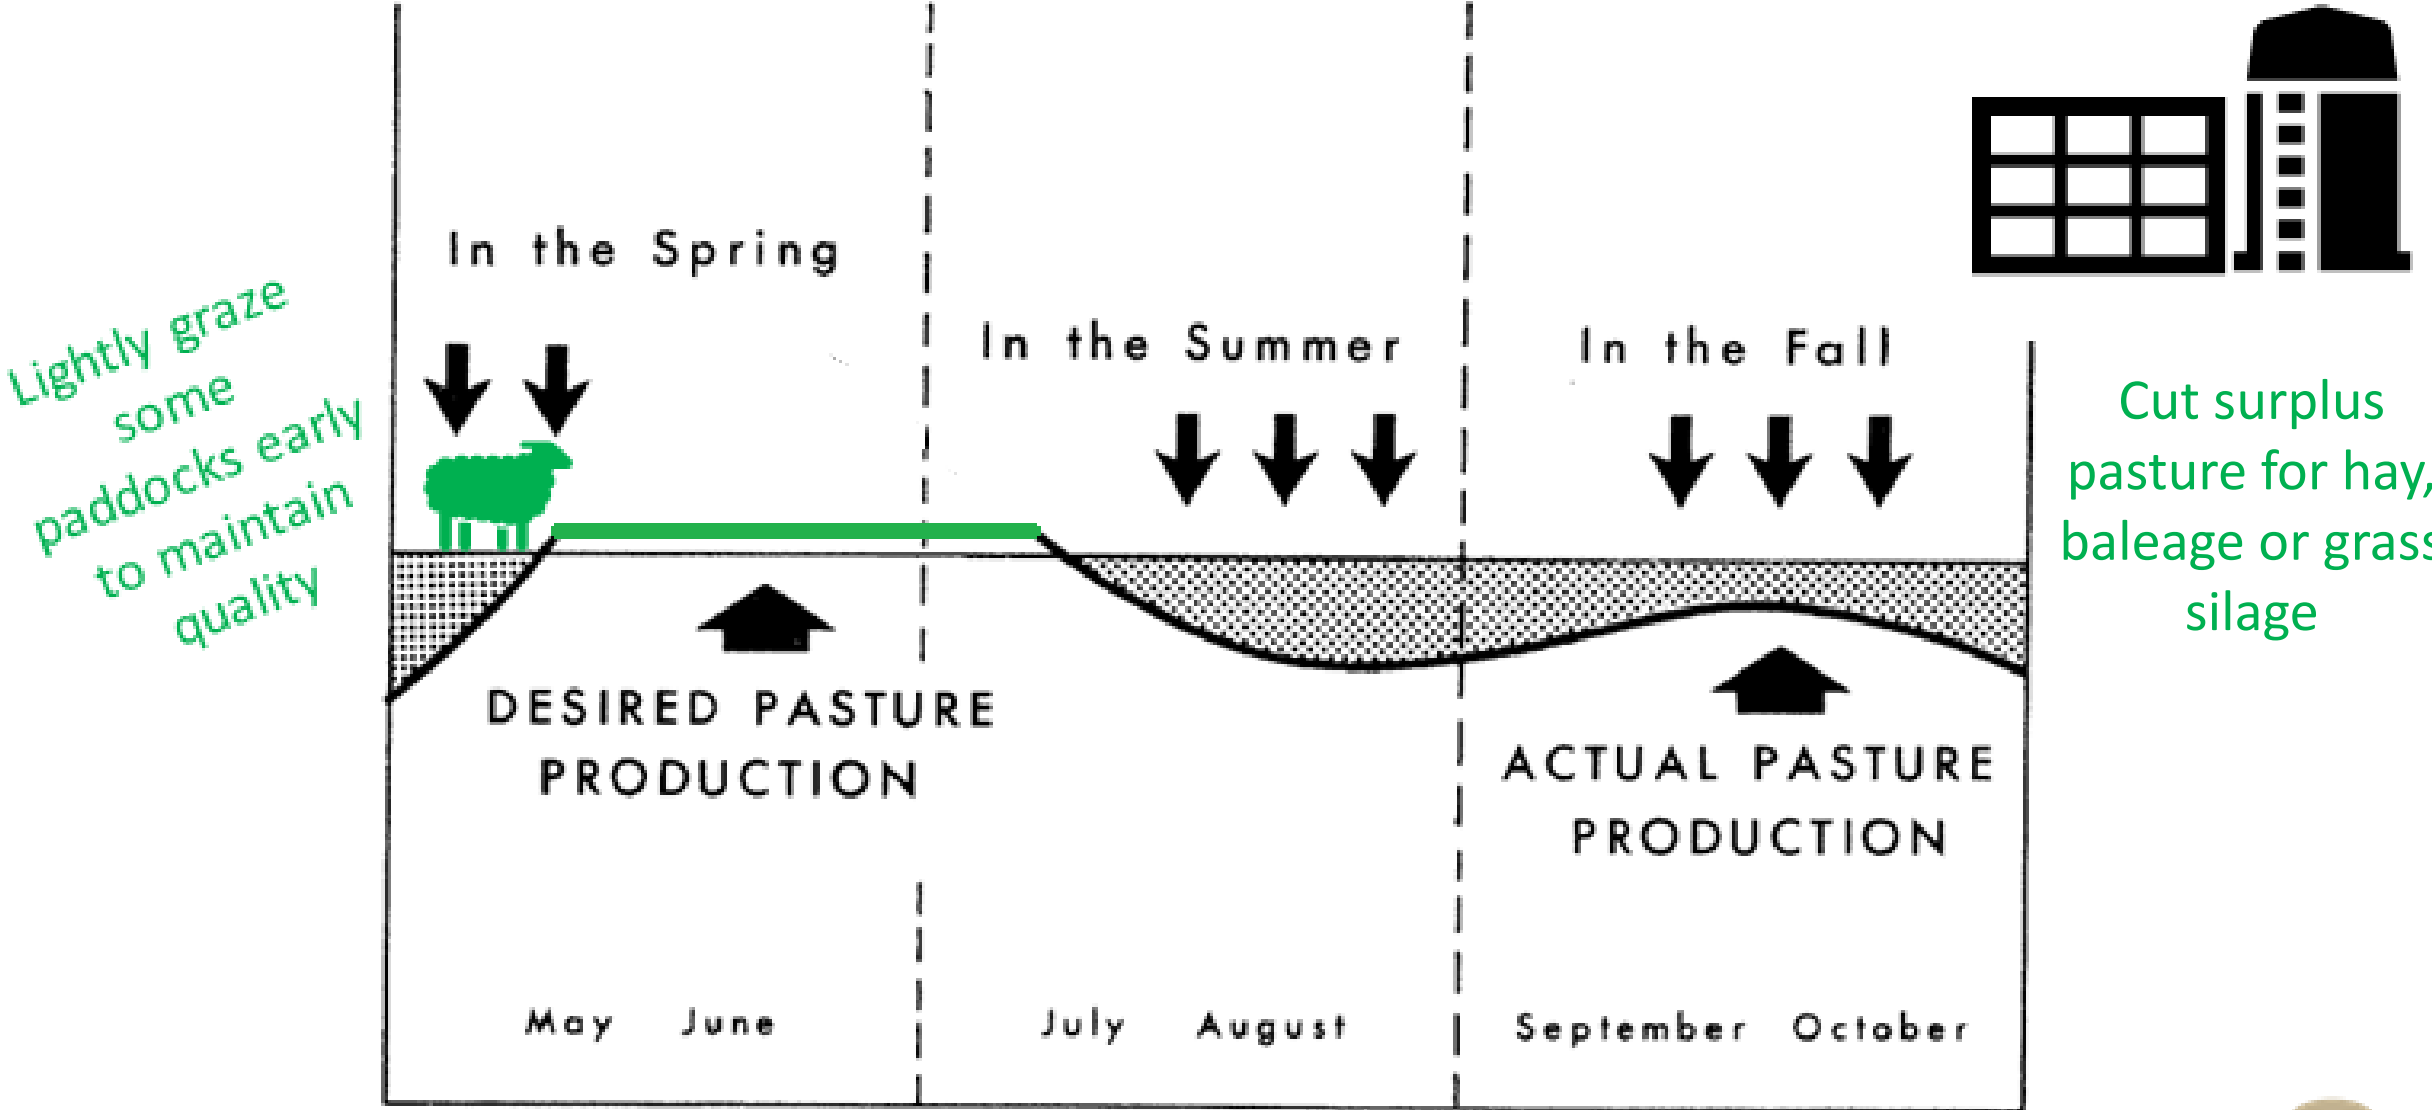 In the Spring
In the Summer
In the Fall
Lightly graze
some
paddocks early
to maintain
quality
Cut surplus
pasture for hay,
baleage or grass
silage
DESIRED PASTURE
PRODUCTION
ACTUAL PASTURE
PRODUCTION
May June
July August
September October